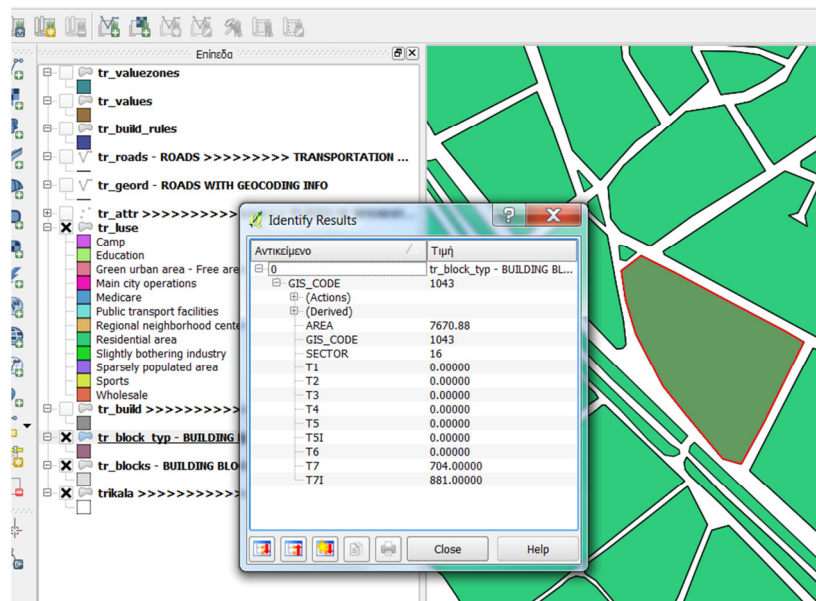 Επίπεδα
tr_valuezones
tr_values
tr_build_rules
tr_roads - ROADS >>>>>>>>> TRANSPORTATION ...
tr_geord - ROADS WITH GEOCODING INFO
tr_attr >>>>>>>>>>
tr_luse
Camp
Education
Green urban area - Free are
Main city operations
Medicare
Public transport facilities
Regional neighborhood cente
Residential area
Slightly bothering industry
Sparsely populated area
Sports
Wholesale
tr_build >>>>>>>>>>
tr_block_typ - BUILDING
tr_blocks - BUILDING BLO
trikala >>>>>>>>>>>
Identify Results
Αντικείμενο Τιμή
0 tr_block_typ - BUILDING BL...
GIS_CODE 1043
(Actions)
(Derived)
AREA 7670.88
GIS_CODE 1043
SECTOR 16
T1 0.00000
T2 0.00000
T3 0.00000
T4 0.00000
T5 0.00000
T5I 0.00000
T6 0.00000
T7 704.00000
T7I 881.00000
Close Help